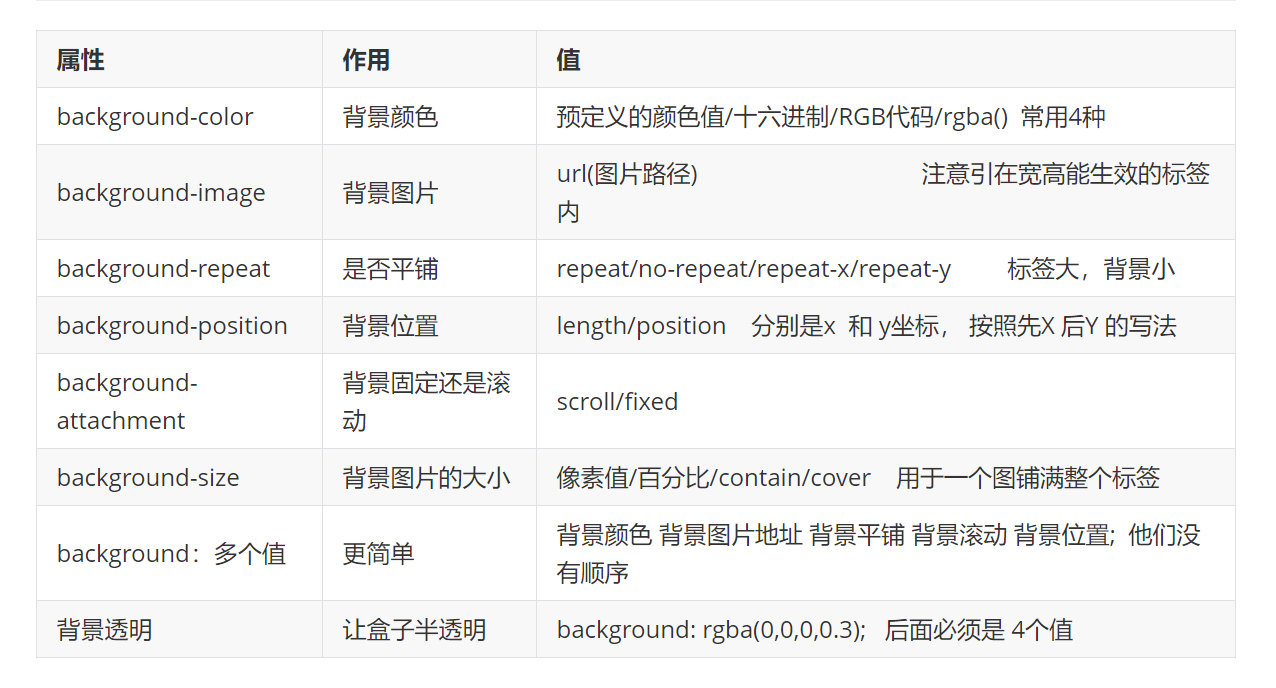 属性 作用 值
background-color 背景颜色 预定义的颜色值/十六进制/RGB代码/rgba() 常用4种
background-image 背景图片 url(图片路径) 注意引在宽高能生效的标签
内
background-repeat 是否平铺 repeat/no-repeat/repeat-x/repeat-y 标签大，背景小
background-position 背景位置 length/position 分别是x 和 y坐标， 按照先X 后Y 的写法
background-
attachment
背景固定还是滚
动
scroll/fixed
background-size 背景图片的大小 像素值/百分比/contain/cover 用于一个图铺满整个标签
background：多个值 更简单 背景颜色 背景图片地址 背景平铺 背景滚动 背景位置; 他们没
有顺序
背景透明 让盒子半透明 background: rgba(0,0,0,0.3); 后面必须是 4个值